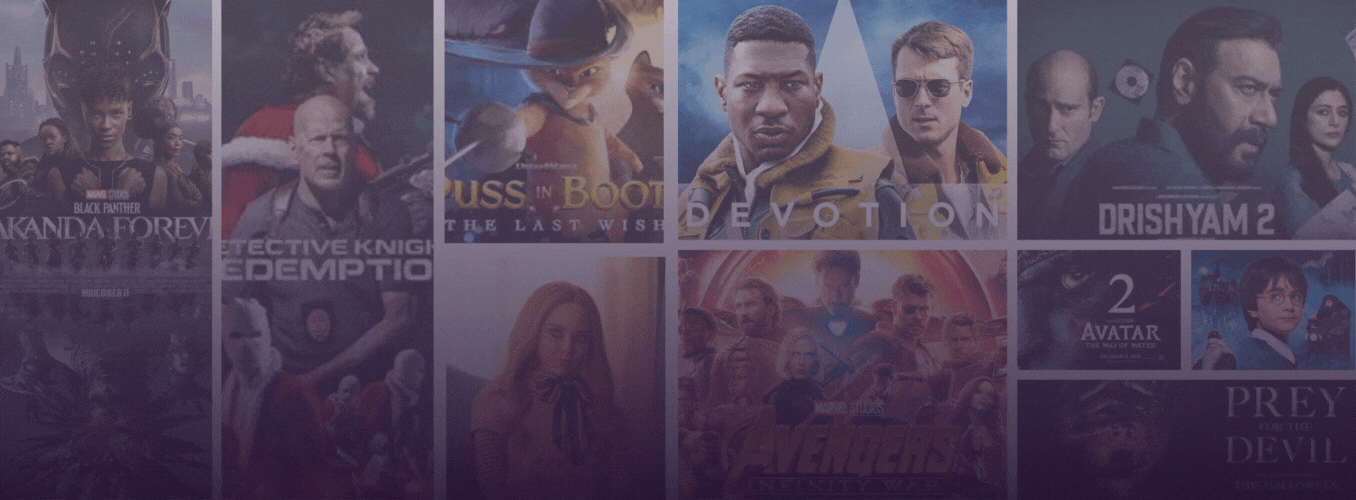 MARVEL STUDIOS
BLACK PANTHER
AKANDA FOREVE
NOVEMBER 11
ETECTIVE KNIGH
EDEMPTIO
DREAMWORKS
PUSS IN BOOT
THE LAST WISH
DEVOTION
DRISHYAM 2
MARVEL STUDIOS
AVENGERS
INFINITY WAR
2
AVATAR
THE WAY OF WATER
PREY
FOR THE
DEVIL